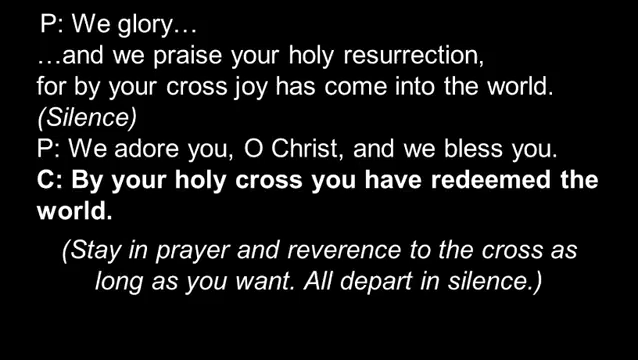 P: We glory…
…and we praise your holy resurrection,
for by your cross joy has come into the world.
(Silence)
P: We adore you, O Christ, and we bless you.
C: By your holy cross you have redeemed the
world.
(Stay in prayer and reverence to the cross as
long as you want. All depart in silence.)